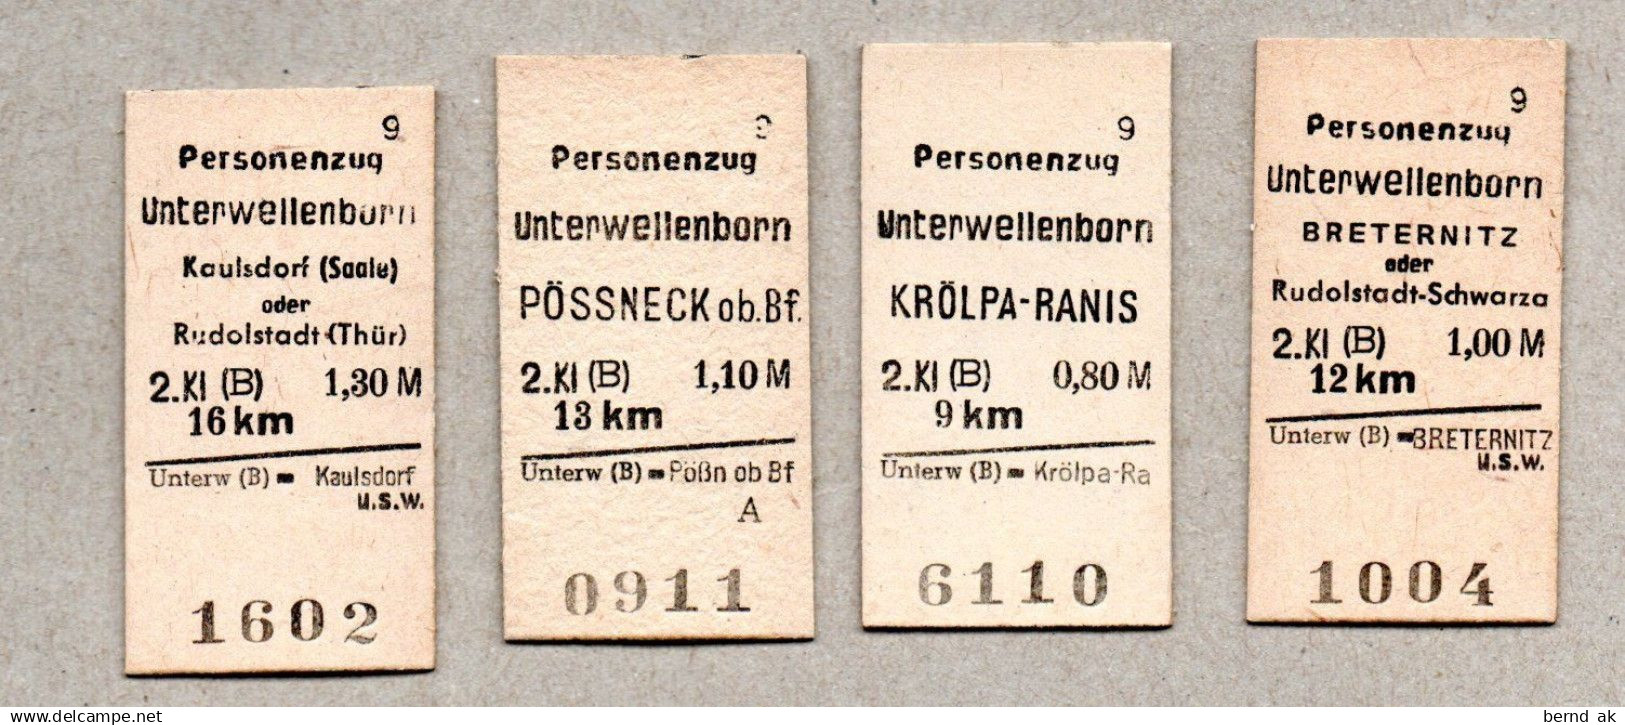 9
Personenzug
Unterwellenborn
Kaulsdorf (Saale)
oder
Rudolstadt (Thür)
2.Kl (B) 1,30 M
16 km
Unterw (B) = Kaulsdorf
u.s.w.
1602
9
Personenzug
Unterwellenborn
PÖSSNECK ob. Bf.
2.Kl (B) 1,10 M
13 km
Unterw (B) = Pößn ob Bf
A
0911
9
Personenzug
Unterwellenborn
KRÖLPA-RANIS
2.Kl (B) 0,80 M
9 km
Unterw (B) = Krölpa-Ra
6110
9
Personenzug
Unterwellenborn
BRETERNITZ
oder
Rudolstadt-Schwarza
2.Kl (B) 1,00 M
12 km
Unterw (B) = BRETERNITZ
u.s.w.
1004
www.delcampe.net
bernd_ak